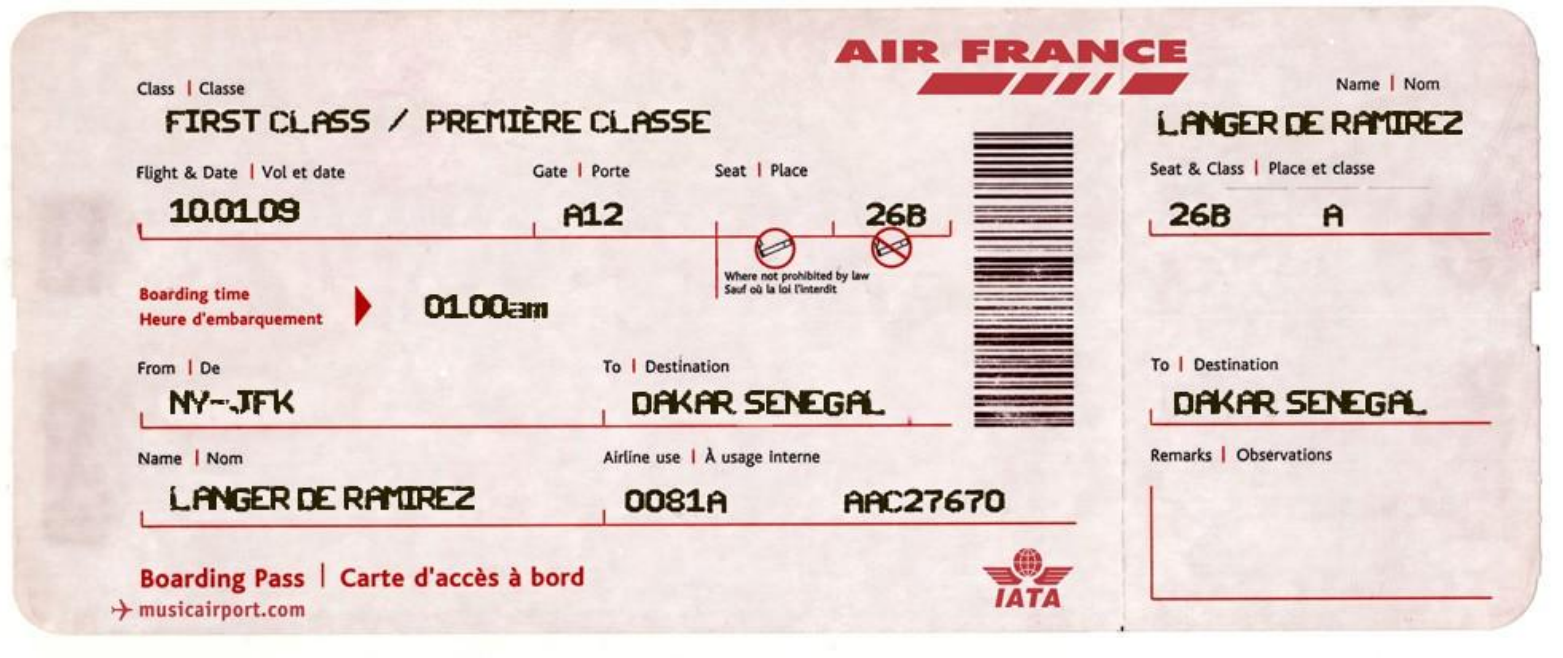 AIR FRANCE
Class | Classe
FIRST CLASS / PREMIÈRE CLASSE
Flight & Date | Vol et date
Gate | Porte
Seat | Place
10.01.09
A12
26B
Where not prohibited by law
Sauf où la loi l'interdit
Boarding time
Heure d'embarquement
01.00am
From | De
To | Destination
NY-JFK
DAKAR SENEGAL
Name | Nom
Airline use | À usage interne
LANGER DE RAMIREZ
0081A
AAC27670
Boarding Pass | Carte d'accès à bord
musicairport.com
IATA
Name | Nom
LANGER DE RAMIREZ
Seat & Class | Place et classe
26B A
To | Destination
DAKAR SENEGAL
Remarks | Observations